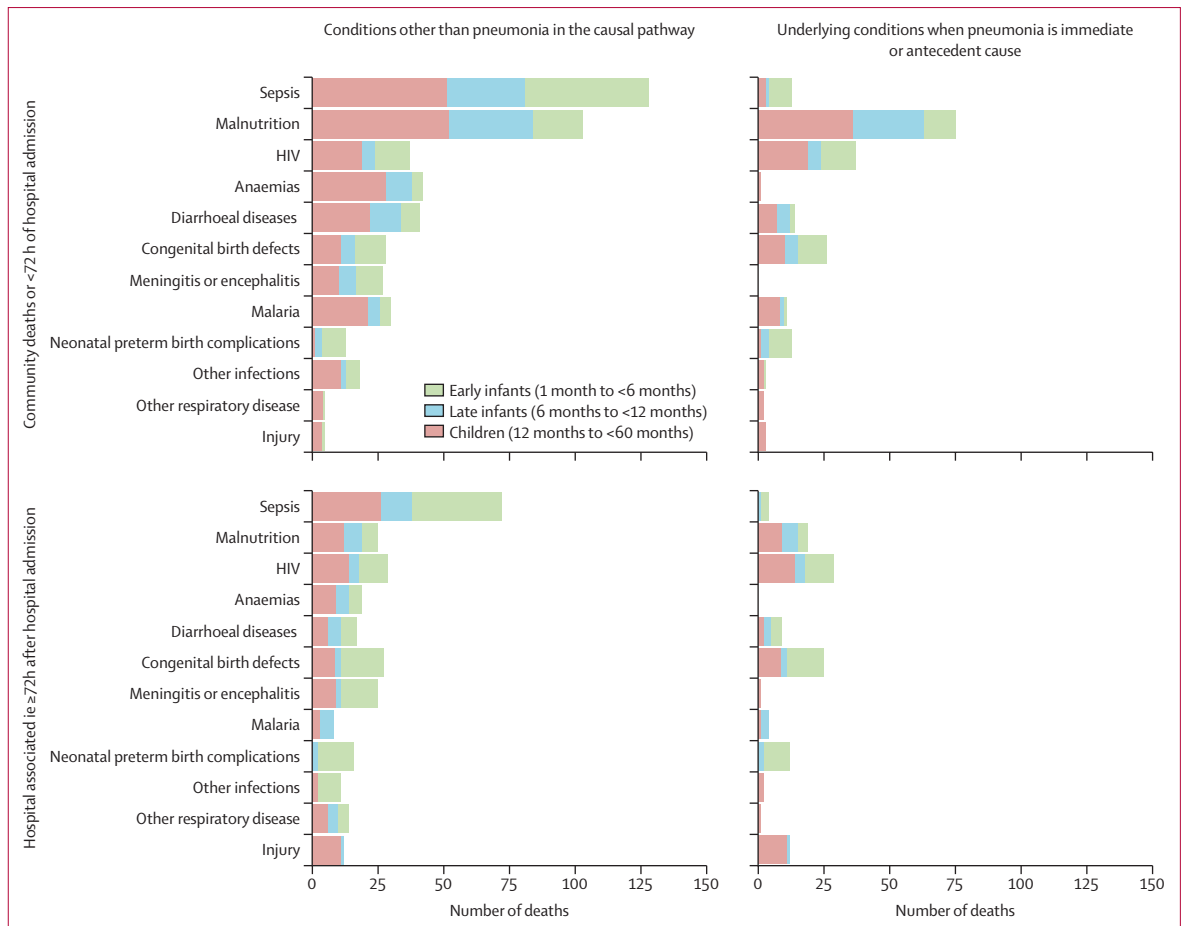 Conditions other than pneumonia in the causal pathway
Underlying conditions when pneumonia is immediate
or antecedent cause
Community deaths or <72 h of hospital admission
Sepsis
Malnutrition
HIV
Anaemias
Diarrhoeal diseases
Congenital birth defects
Meningitis or encephalitis
Malaria
Neonatal preterm birth complications
Other infections
Other respiratory disease
Injury
Early infants (1 month to <6 months)
Late infants (6 months to <12 months)
Children (12 months to <60 months)
Hospital associated ie ≥72h after hospital admission
Sepsis
Malnutrition
HIV
Anaemias
Diarrhoeal diseases
Congenital birth defects
Meningitis or encephalitis
Malaria
Neonatal preterm birth complications
Other infections
Other respiratory disease
Injury
0 25 50 75 100 125 150
Number of deaths
0 25 50 75 100 125 150
Number of deaths